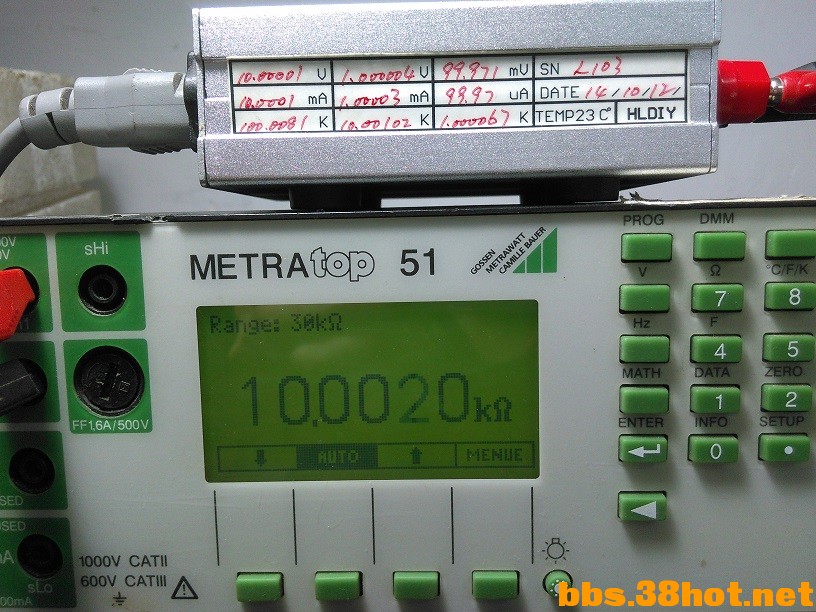 10.00001 V 1.000004 V 99.971 mV SN L103
10.0001 mA 1.00003 mA 99.97 uA DATE 14/10/12/
100.0081 K 10.00102 K 1.000067 K TEMP23C° HLDIY
PROG DMM
sHi
METRAtop 51
GOSSEN
METRAWATT
CAMILLE BAUER
V Ω °C/F/K
7 8
Range: 30kΩ
Hz F
4 5
10.0020kΩ
MATH DATA ZERO
1 2
FF1,6A/500V
ENTER INFO SETUP
0 •
AUTO MENUE
1000V CATII
600V CATIII
sLo
bbs.38hot.net